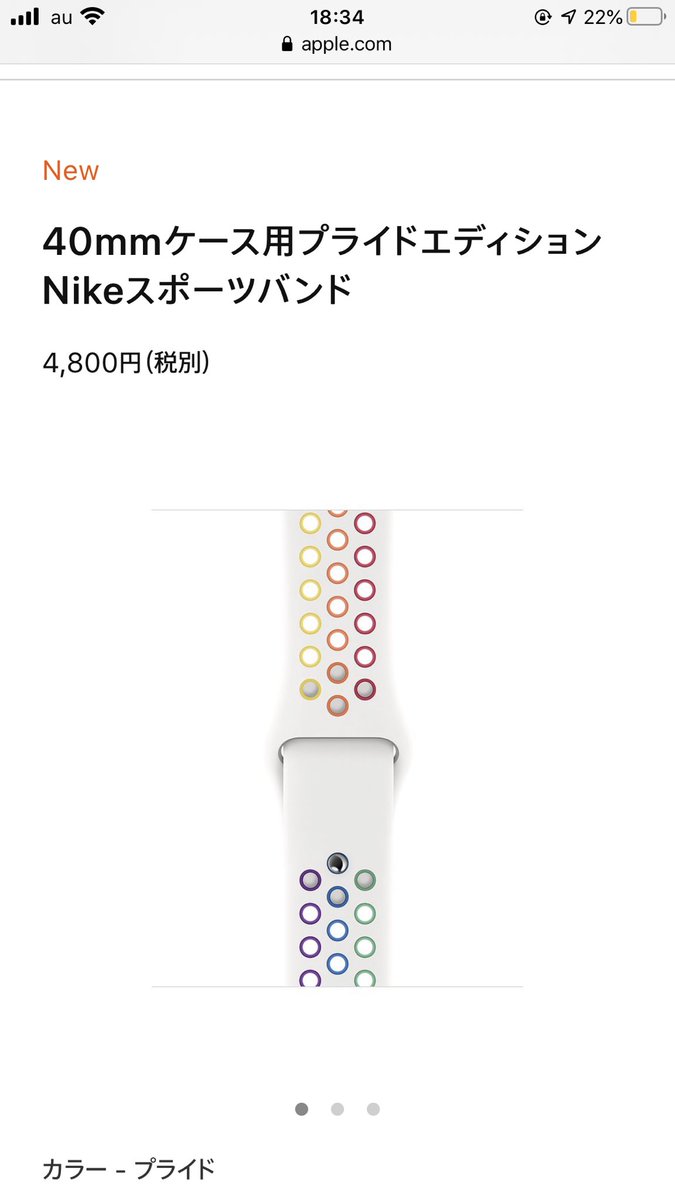 au 18:34 22%
apple.com
New
40mmケース用プライドエディション
Nikeスポーツバンド
4,800円(税別)
カラー - プライド